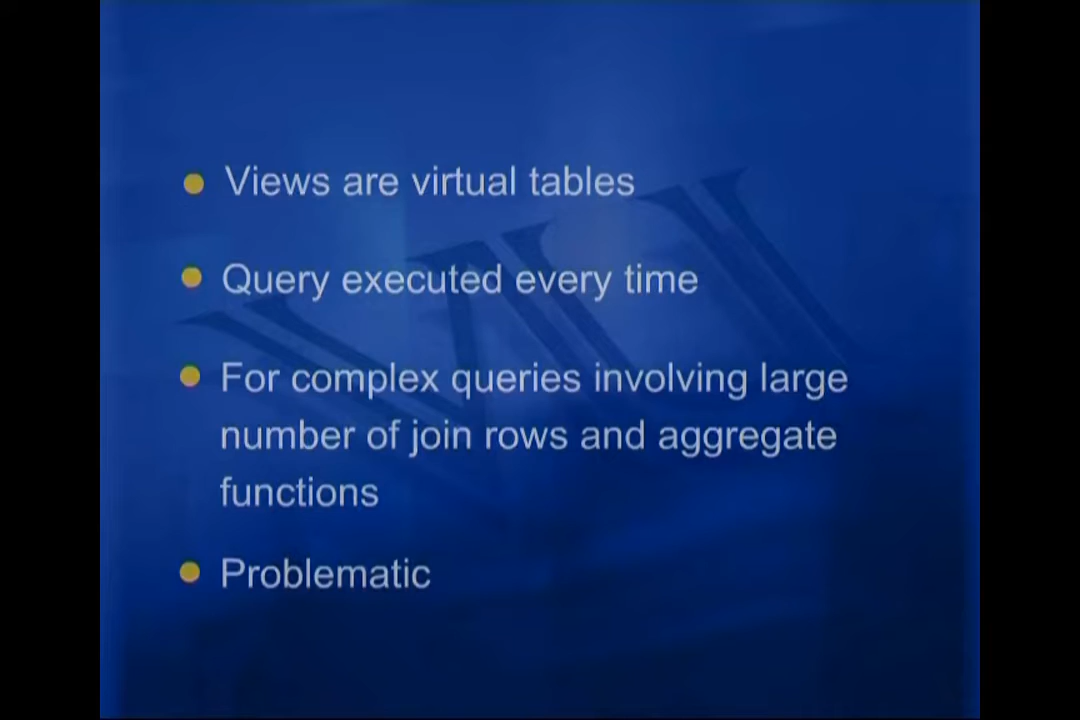 Views are virtual tables
Query executed every time
For complex queries involving large
number of join rows and aggregate
functions
Problematic